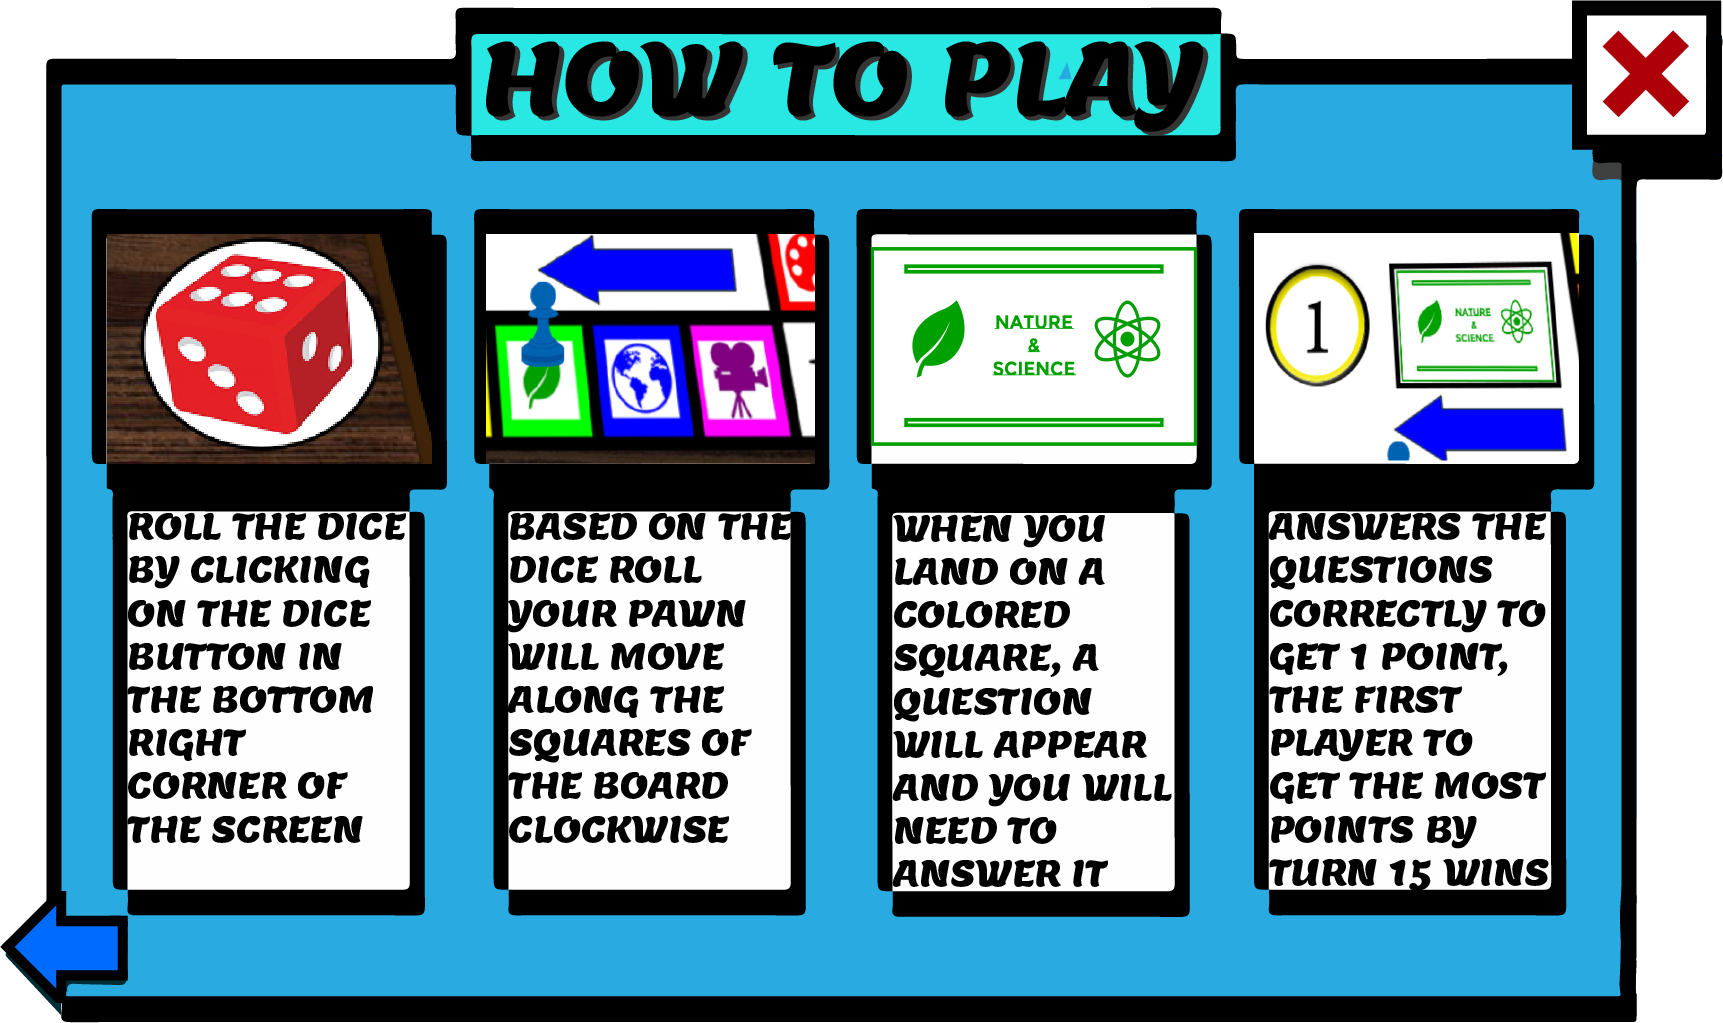 HOW TO PLAY
NATURE
&
SCIENCE
1
NATURE
&
SCIENCE
ROLL THE DICE
BY CLICKING
ON THE DICE
BUTTON IN
THE BOTTOM
RIGHT
CORNER OF
THE SCREEN
BASED ON THE
DICE ROLL
YOUR PAWN
WILL MOVE
ALONG THE
SQUARES OF
THE BOARD
CLOCKWISE
WHEN YOU
LAND ON A
COLORED
SQUARE, A
QUESTION
WILL APPEAR
AND YOU WILL
NEED TO
ANSWER IT
ANSWERS THE
QUESTIONS
CORRECTLY TO
GET 1 POINT,
THE FIRST
PLAYER TO
GET THE MOST
POINTS BY
TURN 15 WINS